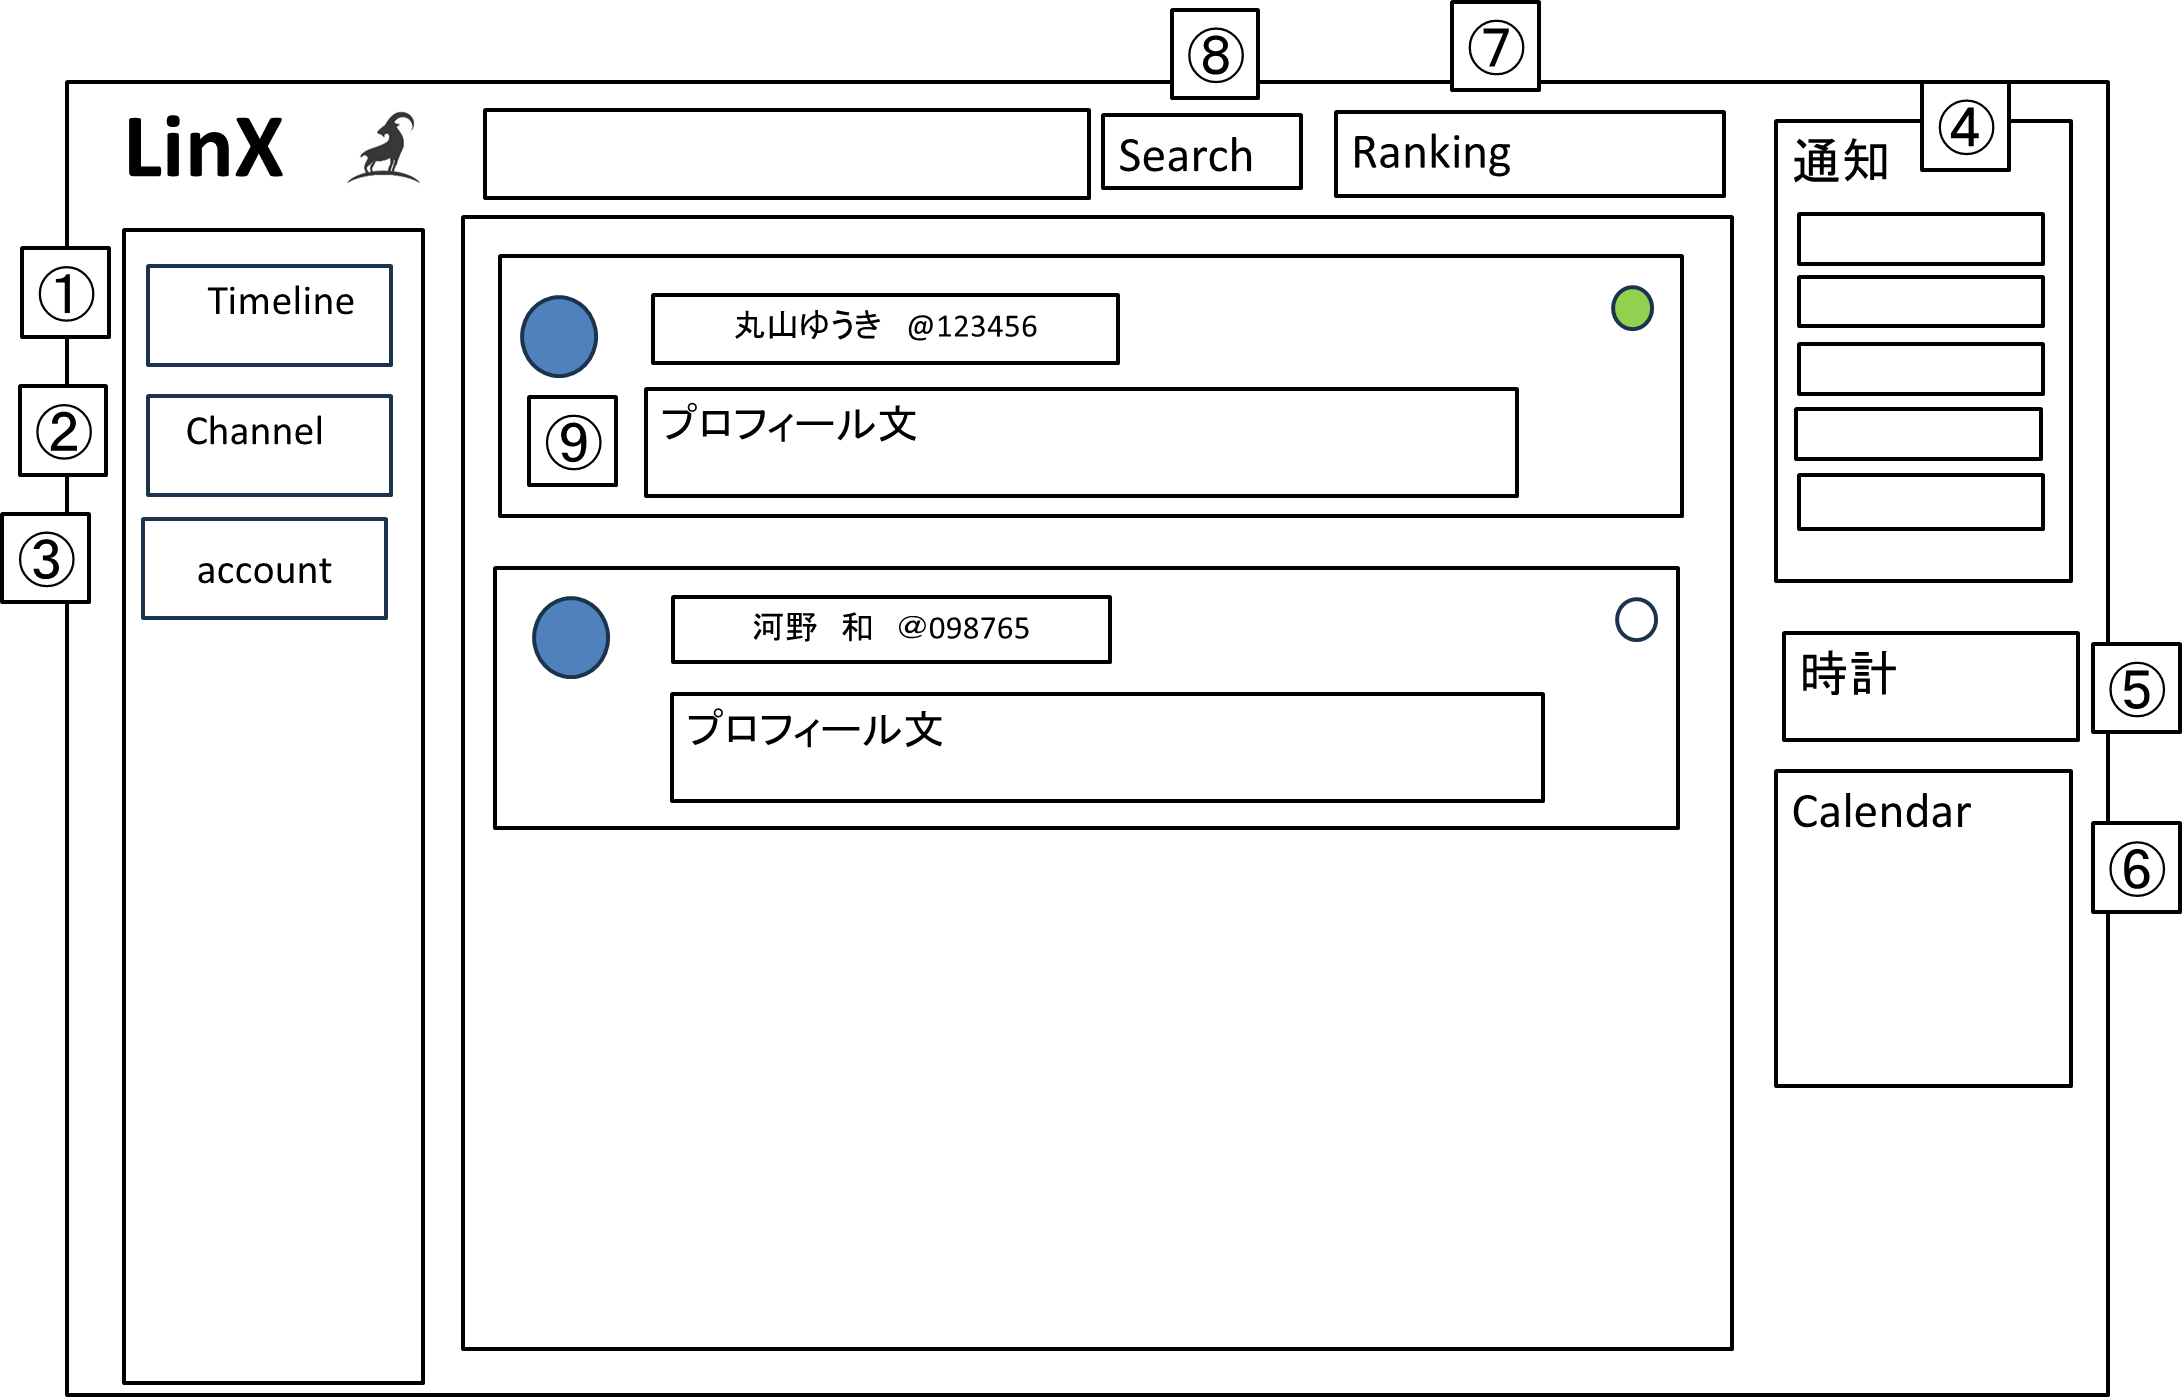 ⑧
⑦
④
LinX
Search
Ranking
通知
①
Timeline
②
Channel
③
account
丸山ゆうき　@123456
⑨
プロフィール文
河野　和　@098765
プロフィール文
時計
⑤
Calendar
⑥